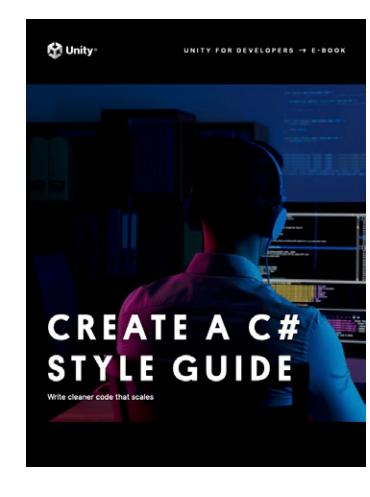 Unity
UNITY FOR DEVELOPERS → E-BOOK
CREATE A C#
STYLE GUIDE
Write cleaner code that scales